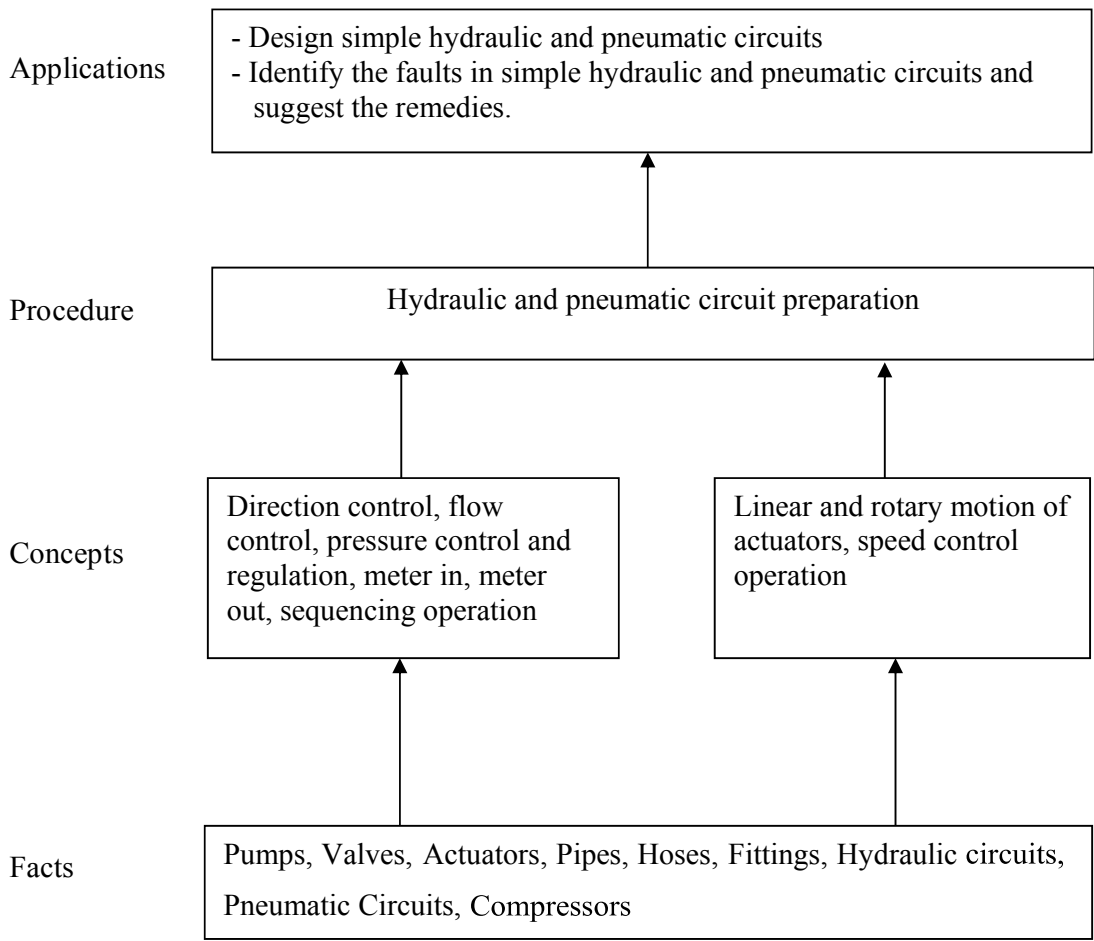 Applications
- Design simple hydraulic and pneumatic circuits
- Identify the faults in simple hydraulic and pneumatic circuits and
suggest the remedies.
Procedure
Hydraulic and pneumatic circuit preparation
Concepts
Direction control, flow
control, pressure control and
regulation, meter in, meter
out, sequencing operation
Linear and rotary motion of
actuators, speed control
operation
Facts
Pumps, Valves, Actuators, Pipes, Hoses, Fittings, Hydraulic circuits,
Pneumatic Circuits, Compressors